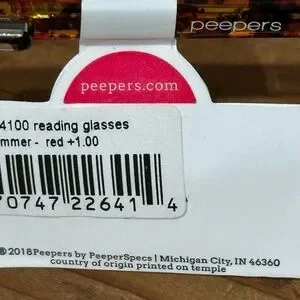 peepers
peepers.com
4100 reading glasses
mmer - red +1.00
70747 22641 4
®2018Peepers by PeeperSpecs | Michigan City, IN 46360
country of origin printed on temple